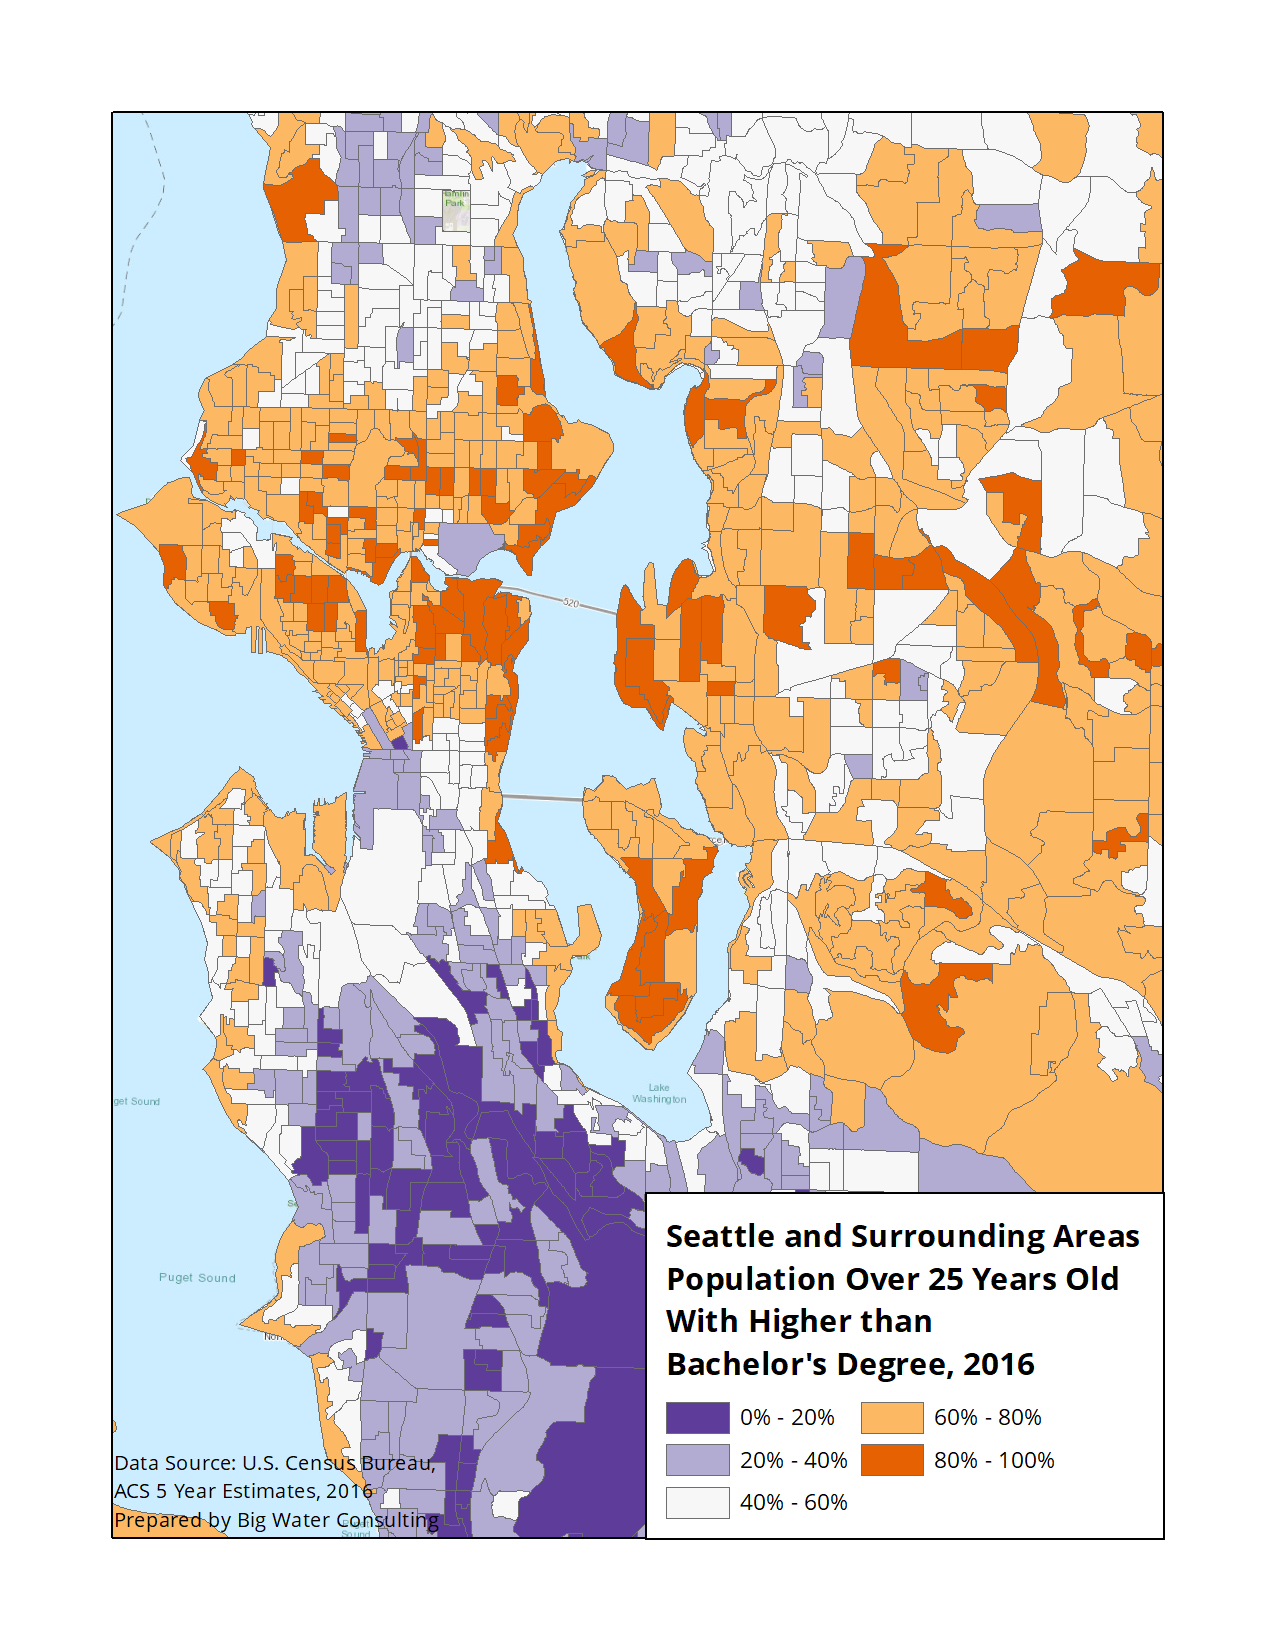 Park
520
Lake
Washington
get Sound
Puget Sound
Seattle and Surrounding Areas
Population Over 25 Years Old
With Higher than
Bachelor's Degree, 2016
0% - 20% 60% - 80%
20% - 40% 80% - 100%
40% - 60%
Data Source: U.S. Census Bureau,
ACS 5 Year Estimates, 2016
Prepared by Big Water Consulting
Sound